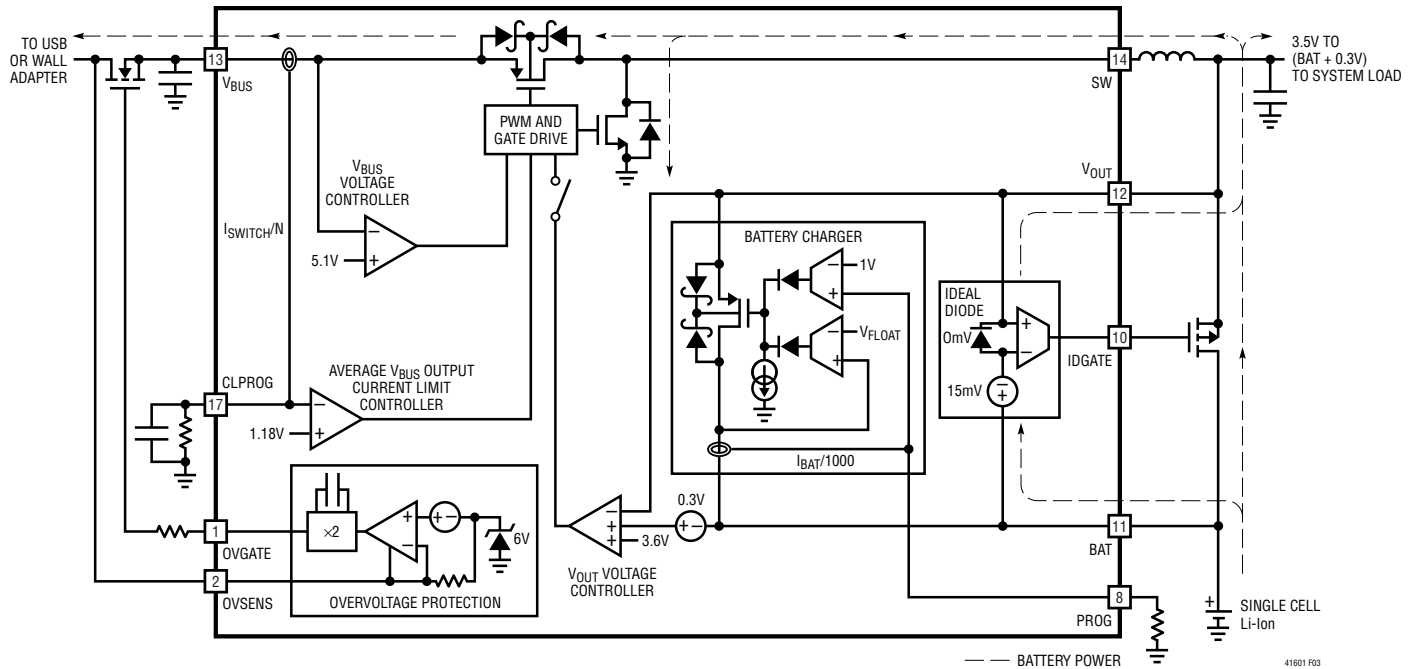 TO USB
OR WALL
ADAPTER
13
VBUS
14
SW
3.5V TO
(BAT + 0.3V)
TO SYSTEM LOAD
PWM AND
GATE DRIVE
VBUS
VOLTAGE
CONTROLLER
ISWITCH/N
–
+
5.1V
VOUT
12
BATTERY CHARGER
–
1V
+
–
VFLOAT
+
IBAT/1000
IDEAL
DIODE
0mV
+
–
15mV
–
+
10
IDGATE
CLPROG
17
AVERAGE VBUS OUTPUT
CURRENT LIMIT
CONTROLLER
–
+
1.18V
×2
+
–
+ –
6V
1
OVGATE
2
OVSENS
OVERVOLTAGE PROTECTION
–
+
+
3.6V
0.3V
+ –
VOUT VOLTAGE
CONTROLLER
11
BAT
8
PROG
+
SINGLE CELL
Li-Ion
BATTERY POWER
41601 F03